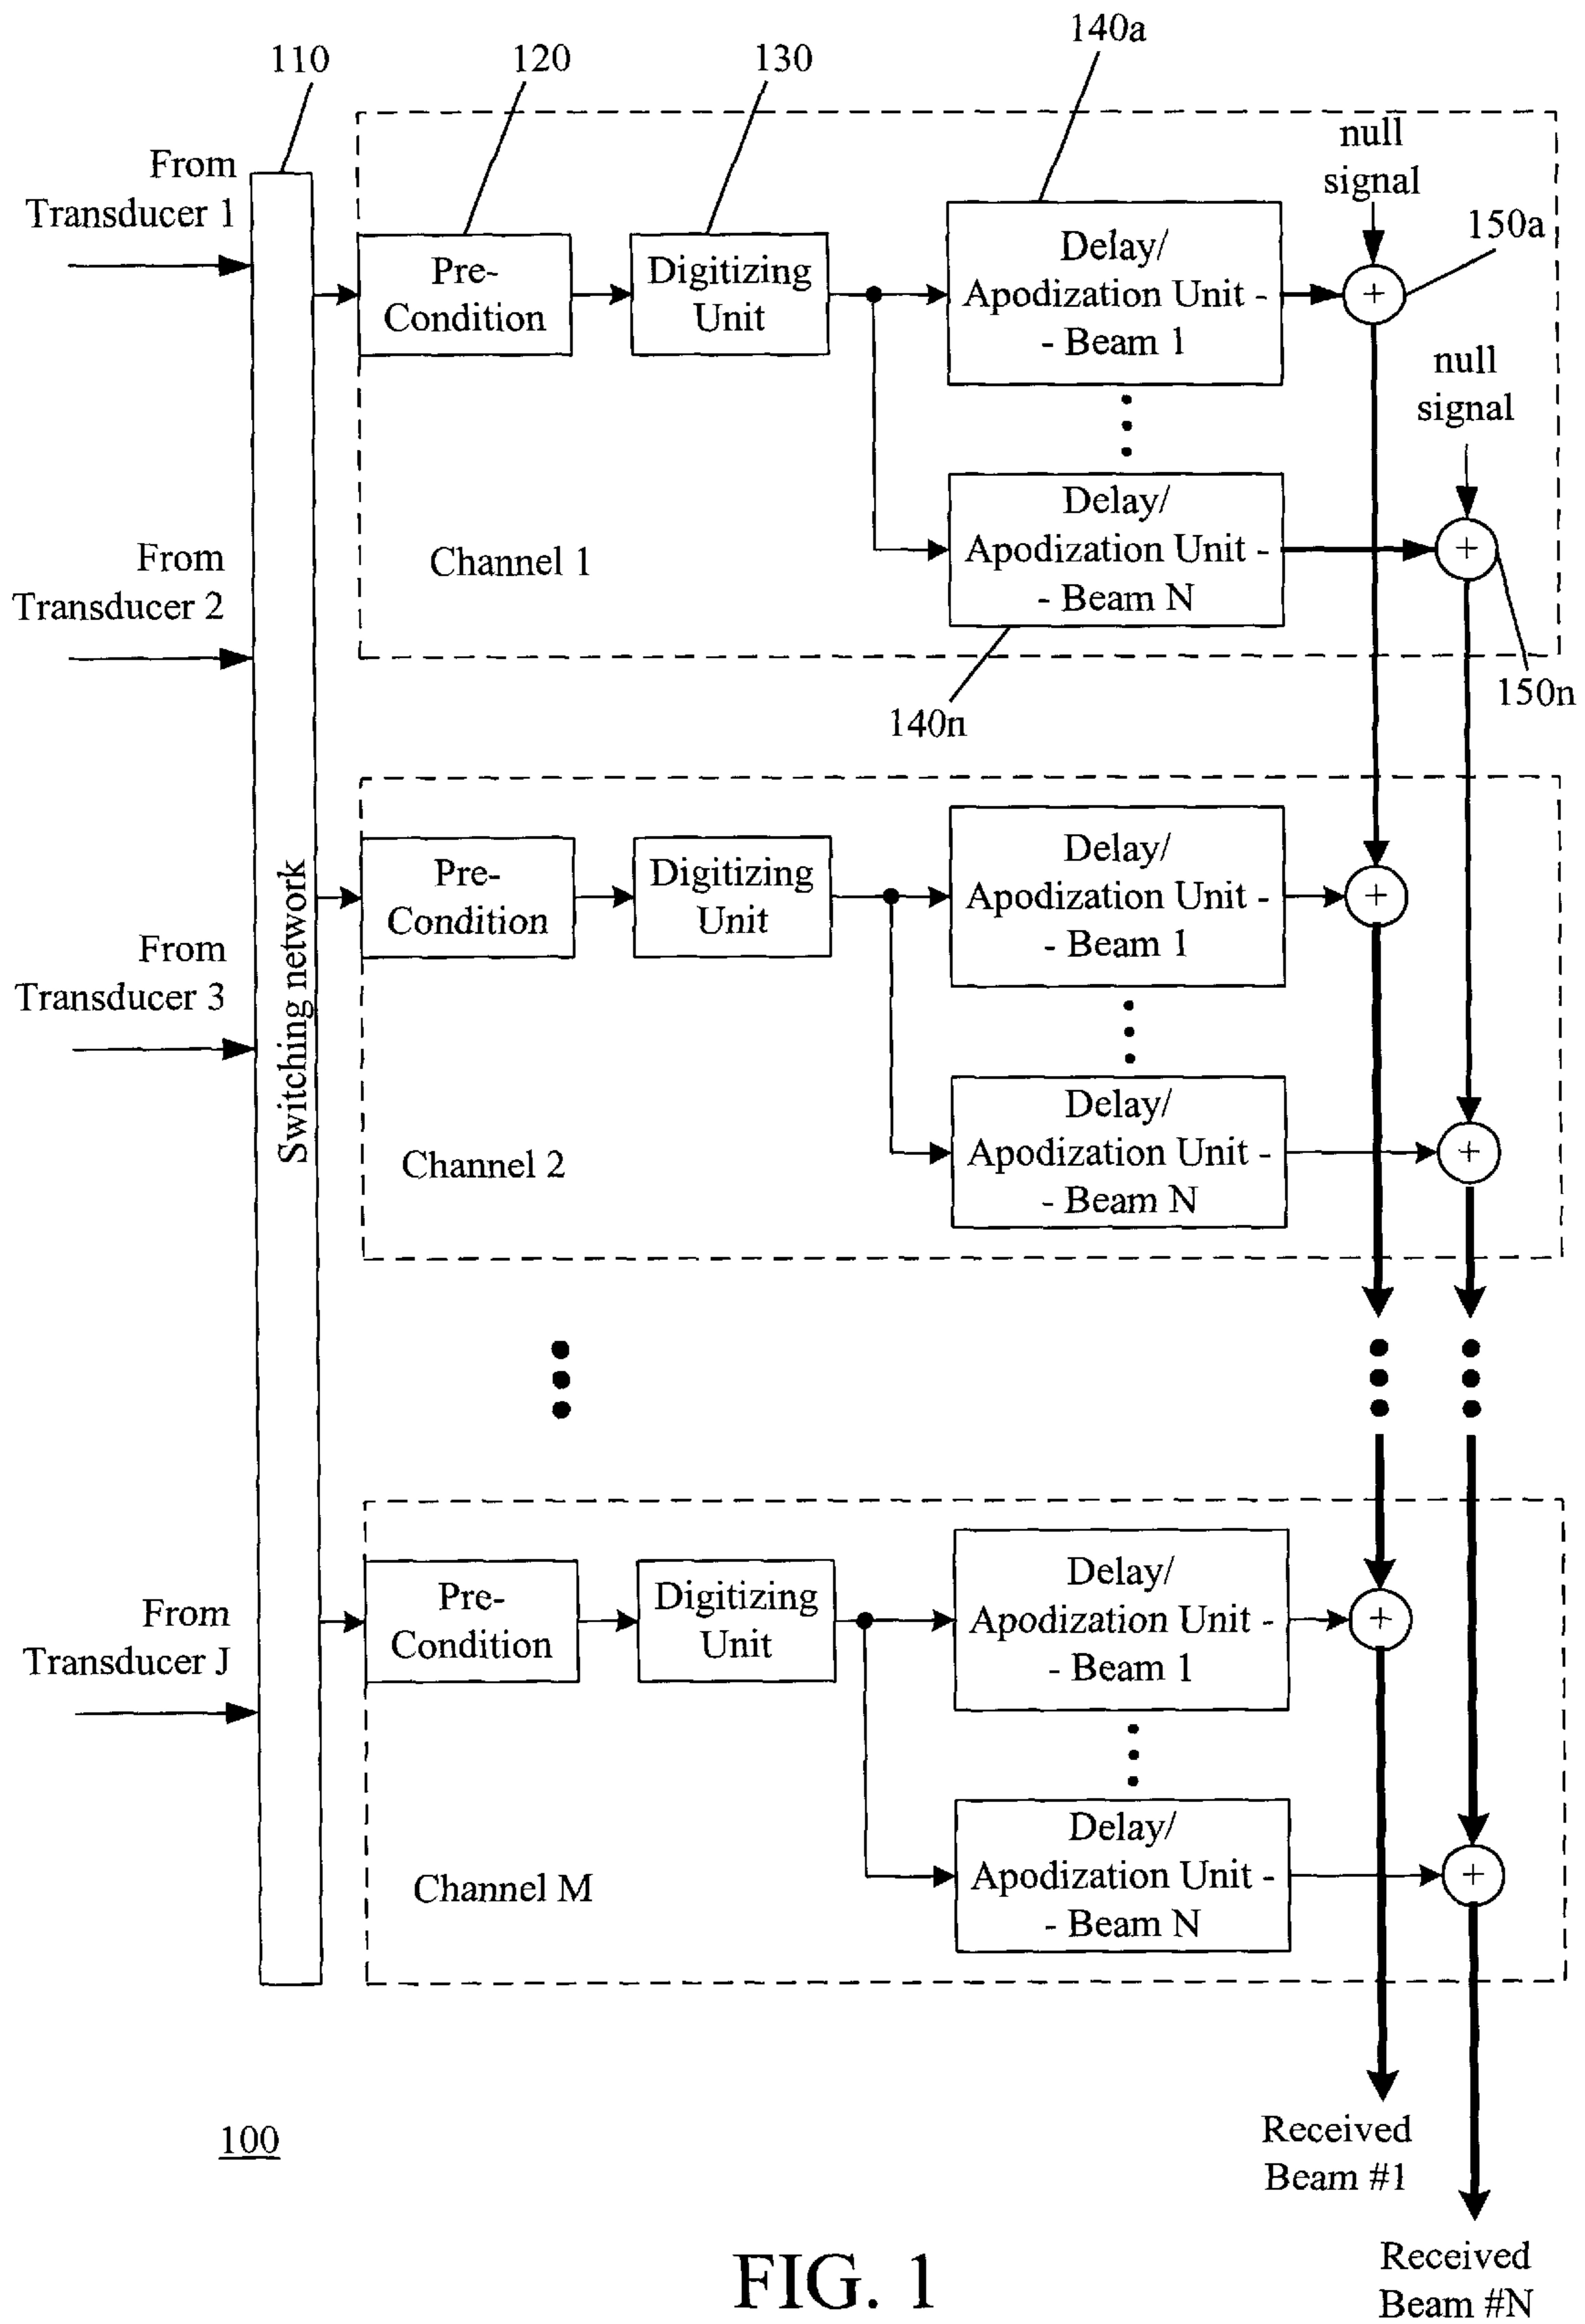 110
120
130
140a
From
Transducer 1
null
signal
150a
Pre-
Condition
Digitizing
Unit
Delay/
Apodization Unit -
- Beam 1
+
null
signal
Delay/
Apodization Unit -
- Beam N
+
Channel 1
From
Transducer 2
140n
150n
Switching network
Pre-
Condition
Digitizing
Unit
Delay/
Apodization Unit -
- Beam 1
+
From
Transducer 3
Delay/
Apodization Unit -
- Beam N
+
Channel 2
Pre-
Condition
Digitizing
Unit
Delay/
Apodization Unit -
- Beam 1
+
From
Transducer J
Delay/
Apodization Unit -
- Beam N
+
Channel M
100
Received
Beam #1
Received
Beam #N
FIG. 1